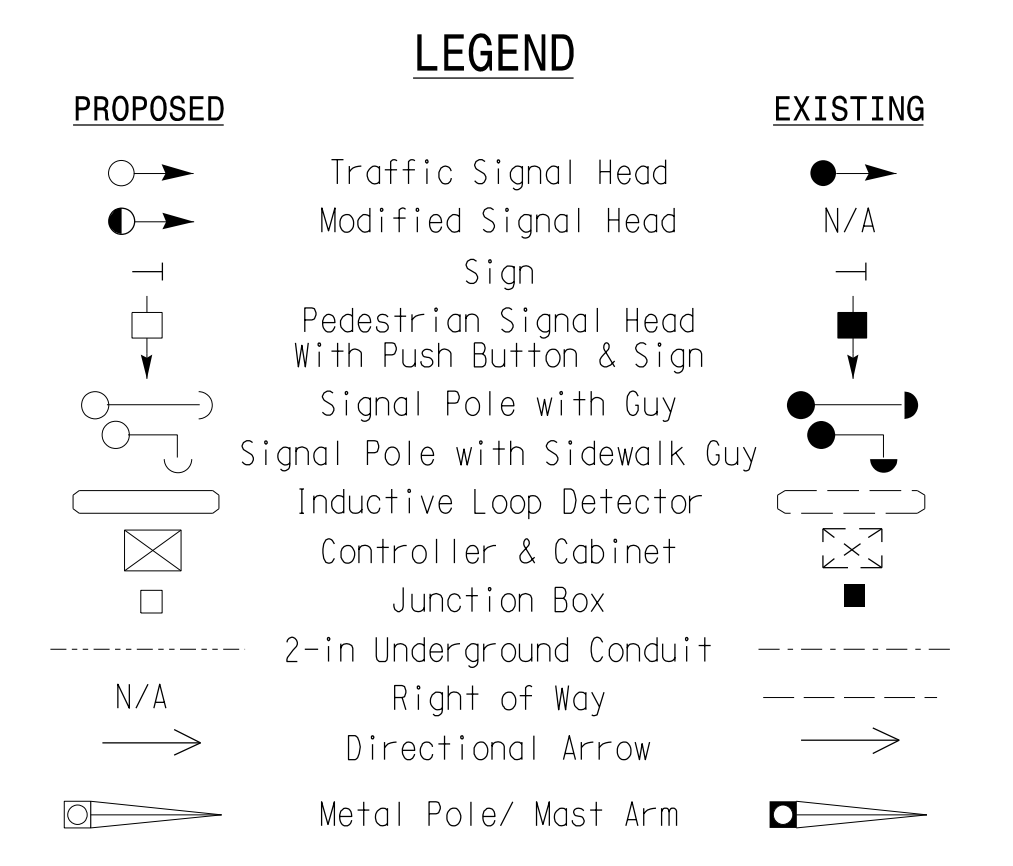 LEGEND
PROPOSED EXISTING
Traffic Signal Head
Modified Signal Head N/A
Sign
Pedestrian Signal Head
With Push Button & Sign
Signal Pole with Guy
Signal Pole with Sidewalk Guy
Inductive Loop Detector
Controller & Cabinet
Junction Box
2-in Underground Conduit
N/A Right of Way
Directional Arrow
Metal Pole/ Mast Arm